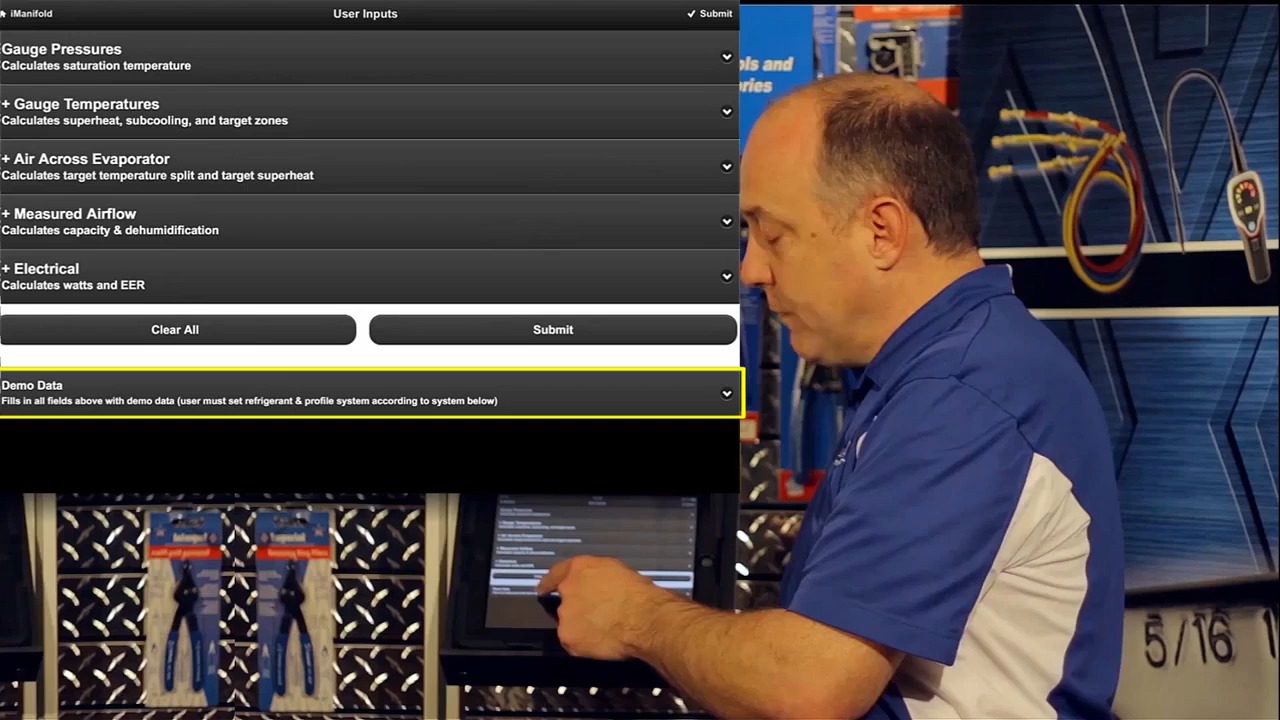 iManifold
User Inputs
Submit
Gauge Pressures
Calculates saturation temperature
+ Gauge Temperatures
Calculates superheat, subcooling, and target zones
+ Air Across Evaporator
Calculates target temperature split and target superheat
+ Measured Airflow
Calculates capacity & dehumidification
+ Electrical
Calculates watts and EER
Clear All
Submit
Demo Data
Fills in all fields above with demo data (user must set refrigerant & profile system according to system below)
ols and
ries
5/16